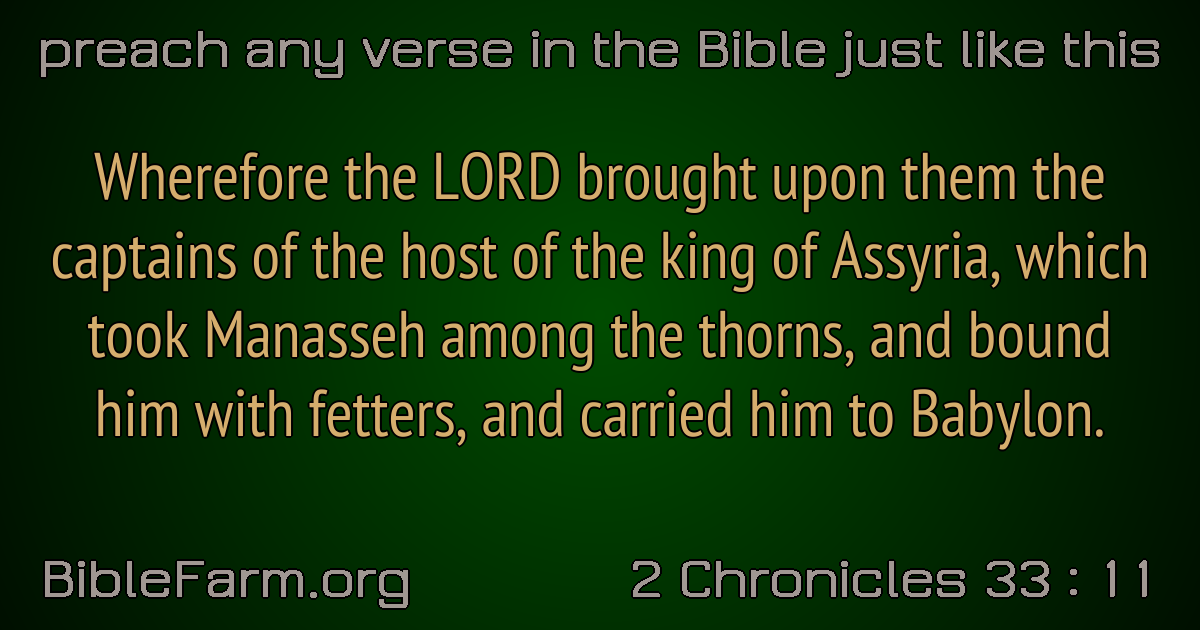 preach any verse in the Bible just like this
Wherefore the LORD brought upon them the
captains of the host of the king of Assyria, which
took Manasseh among the thorns, and bound
him with fetters, and carried him to Babylon.
BibleFarm.org
2 Chronicles 33 : 11